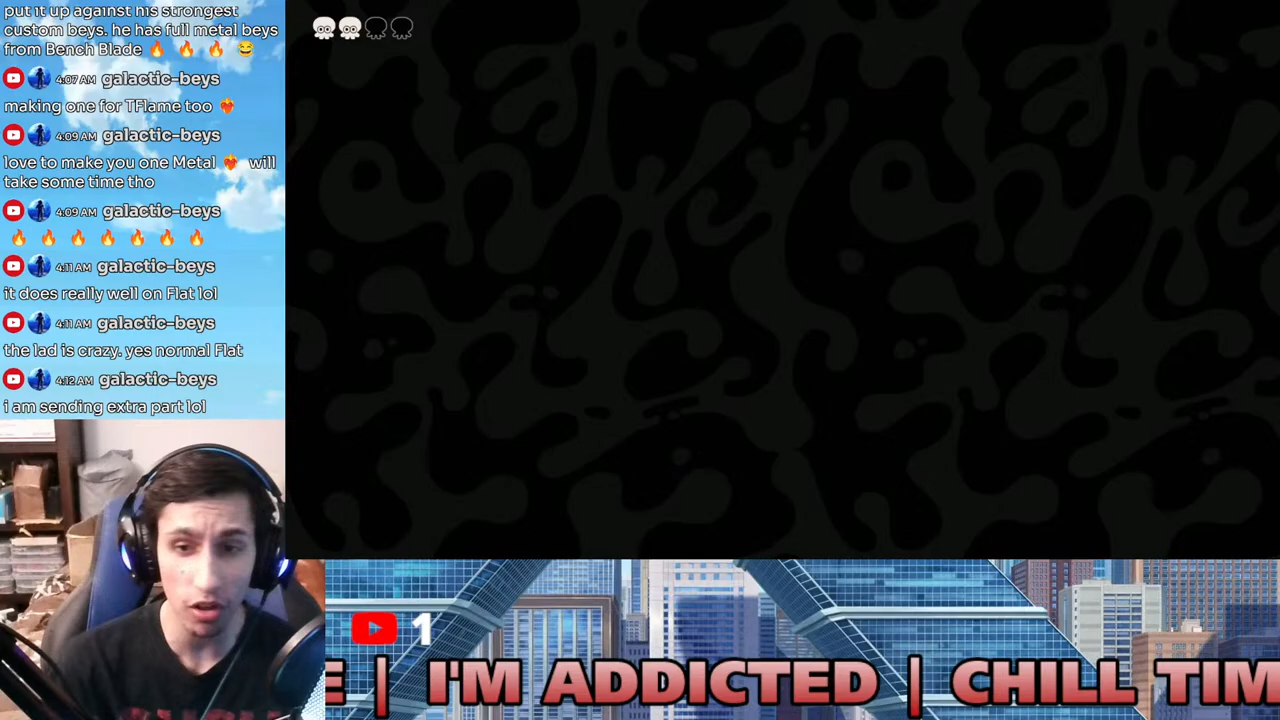 put it up against his strongest
custom beys. he has full metal beys
from Bench Blade 🔥 🔥 🔥 😂
4:07 AM galactic-beys
making one for TFlame too ❤️‍🔥
4:09 AM galactic-beys
love to make you one Metal ❤️‍🔥 will
take some time tho
4:09 AM galactic-beys
🔥 🔥 🔥 🔥 🔥 🔥 🔥
4:11 AM galactic-beys
it does really well on Flat lol
4:11 AM galactic-beys
the lad is crazy. yes normal Flat
4:12 AM galactic-beys
i am sending extra part lol
1
E | I'M ADDICTED | CHILL TIM